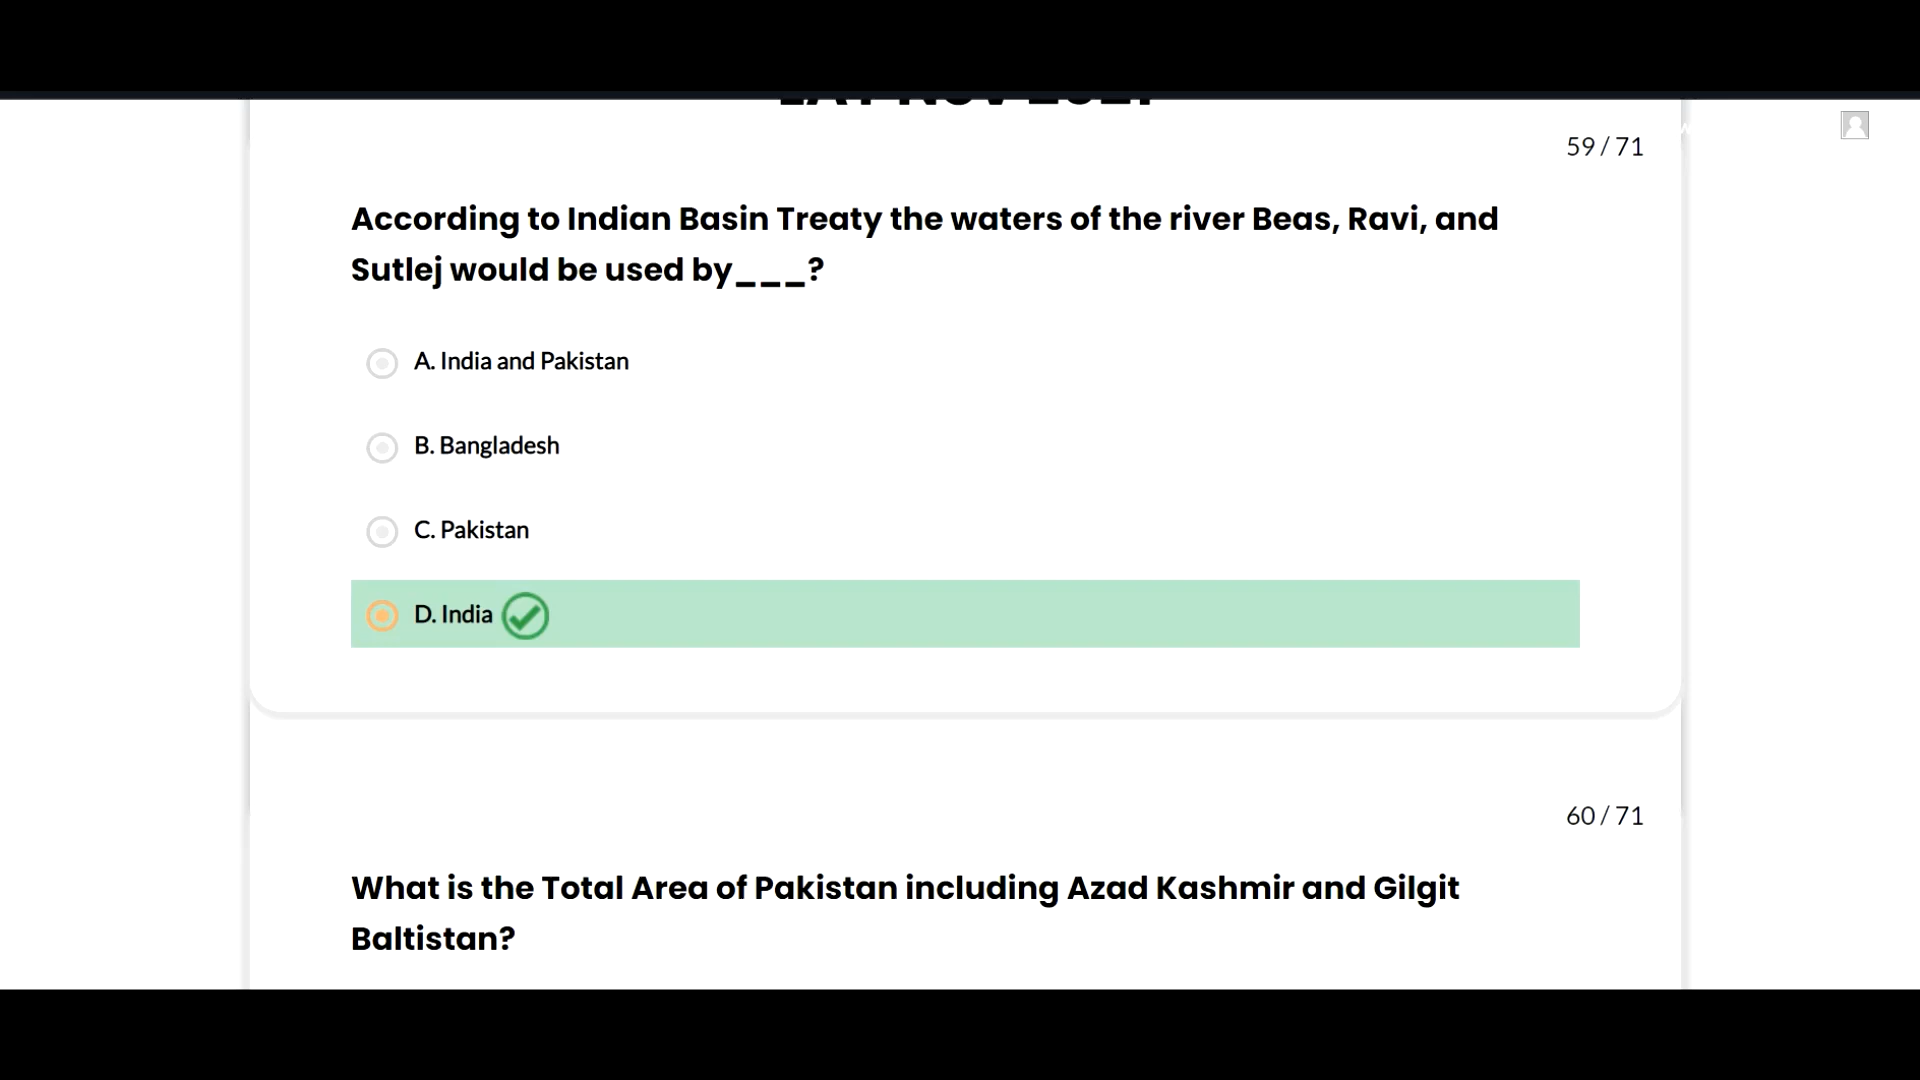 59 / 71
According to Indian Basin Treaty the waters of the river Beas, Ravi, and
Sutlej would be used by___?
A. India and Pakistan
B. Bangladesh
C. Pakistan
D. India
60 / 71
What is the Total Area of Pakistan including Azad Kashmir and Gilgit
Baltistan?